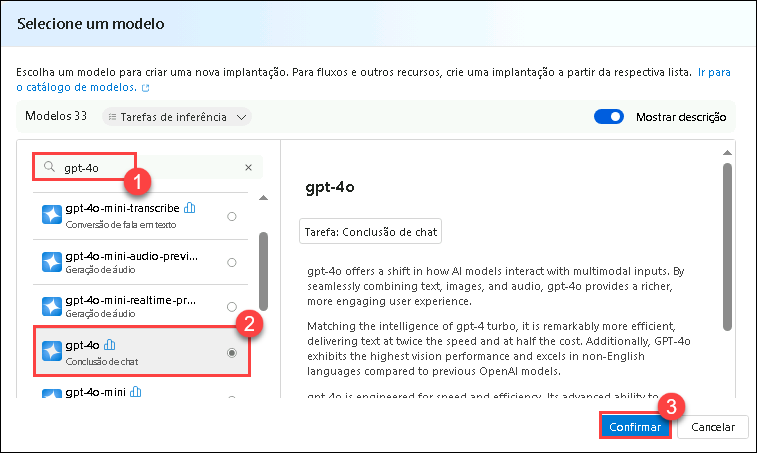 Selecione um modelo
Escolha um modelo para criar uma nova implantação. Para fluxos e outros recursos, crie uma implantação a partir da respectiva lista. Ir para
o catálogo de modelos.
Modelos 33
Tarefas de inferência
Mostrar descrição
gpt-4o
1
gpt-4o-mini-transcribe
Conversão de fala em texto
gpt-4o-mini-audio-previ...
Geração de áudio
gpt-4o-mini-realtime-pr...
Geração de áudio
2
gpt-4o
Conclusão de chat
gpt-4o-mini
gpt-4o
Tarefa: Conclusão de chat
gpt-4o offers a shift in how AI models interact with multimodal inputs. By
seamlessly combining text, images, and audio, gpt-4o provides a richer,
more engaging user experience.
Matching the intelligence of gpt-4 turbo, it is remarkably more efficient,
delivering text at twice the speed and at half the cost. Additionally, GPT-4o
exhibits the highest vision performance and excels in non-English
languages compared to previous OpenAI models.
gpt-4o is engineered for speed and efficiency. Its advanced ability to
3
Confirmar
Cancelar